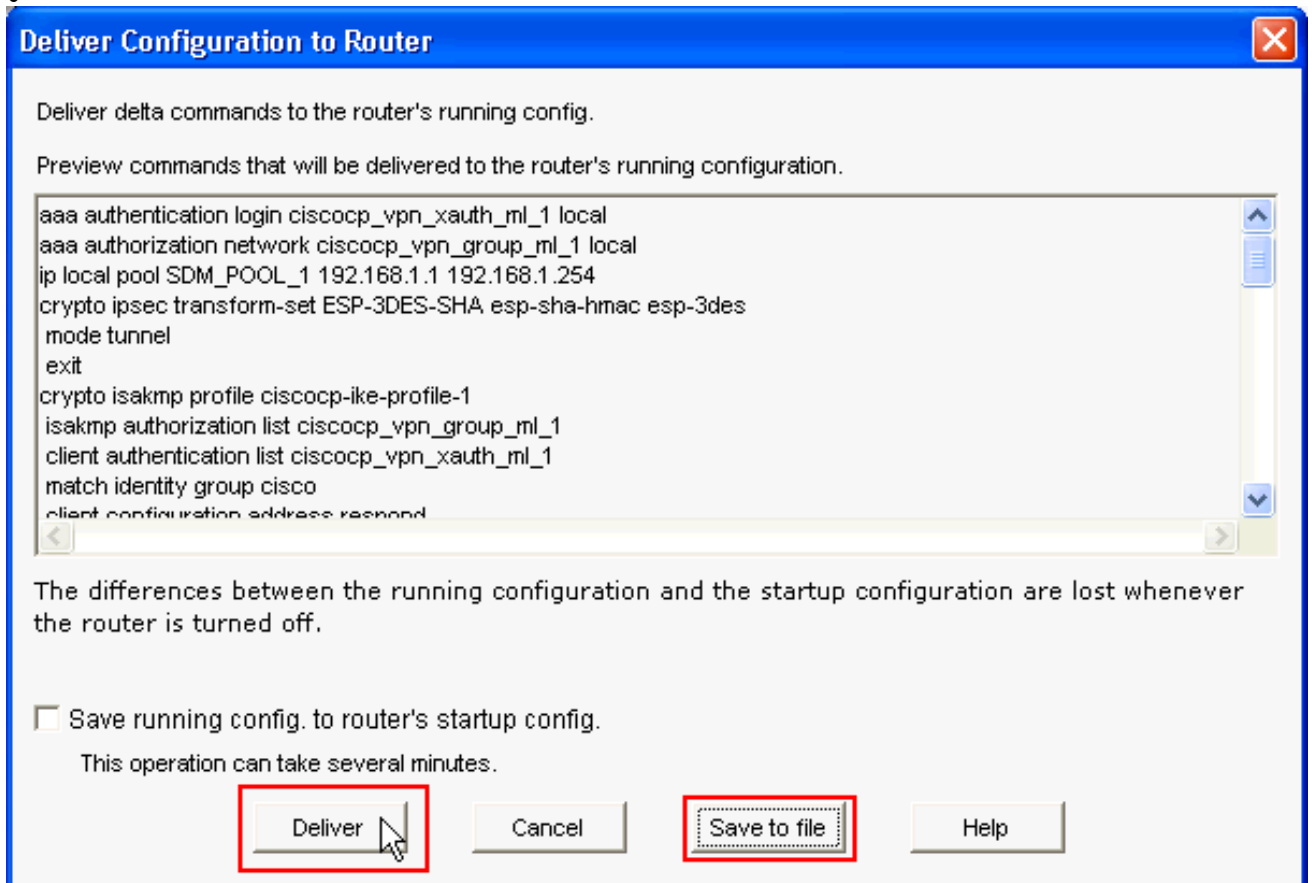 Deliver Configuration to Router
Deliver delta commands to the router's running config.
Preview commands that will be delivered to the router's running configuration.
aaa authentication login ciscocp_vpn_xauth_ml_1 local
aaa authorization network ciscocp_vpn_group_ml_1 local
ip local pool SDM_POOL_1 192.168.1.1 192.168.1.254
crypto ipsec transform-set ESP-3DES-SHA esp-sha-hmac esp-3des
mode tunnel
exit
crypto isakmp profile ciscocp-ike-profile-1
isakmp authorization list ciscocp_vpn_group_ml_1
client authentication list ciscocp_vpn_xauth_ml_1
match identity group cisco
client configuration address respond
The differences between the running configuration and the startup configuration are lost whenever
the router is turned off.
Save running config. to router's startup config.
This operation can take several minutes.
Deliver Cancel Save to file Help